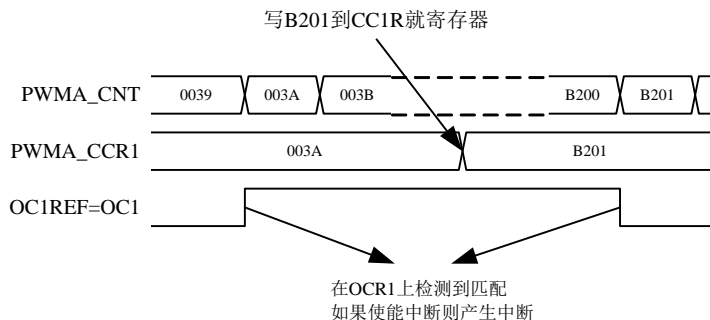 写B201到CC1R就寄存器
PWMA_CNT 0039 003A 003B B200 B201
PWMA_CCR1 003A B201
OC1REF=OC1
在OCR1上检测到匹配
如果使能中断则产生中断